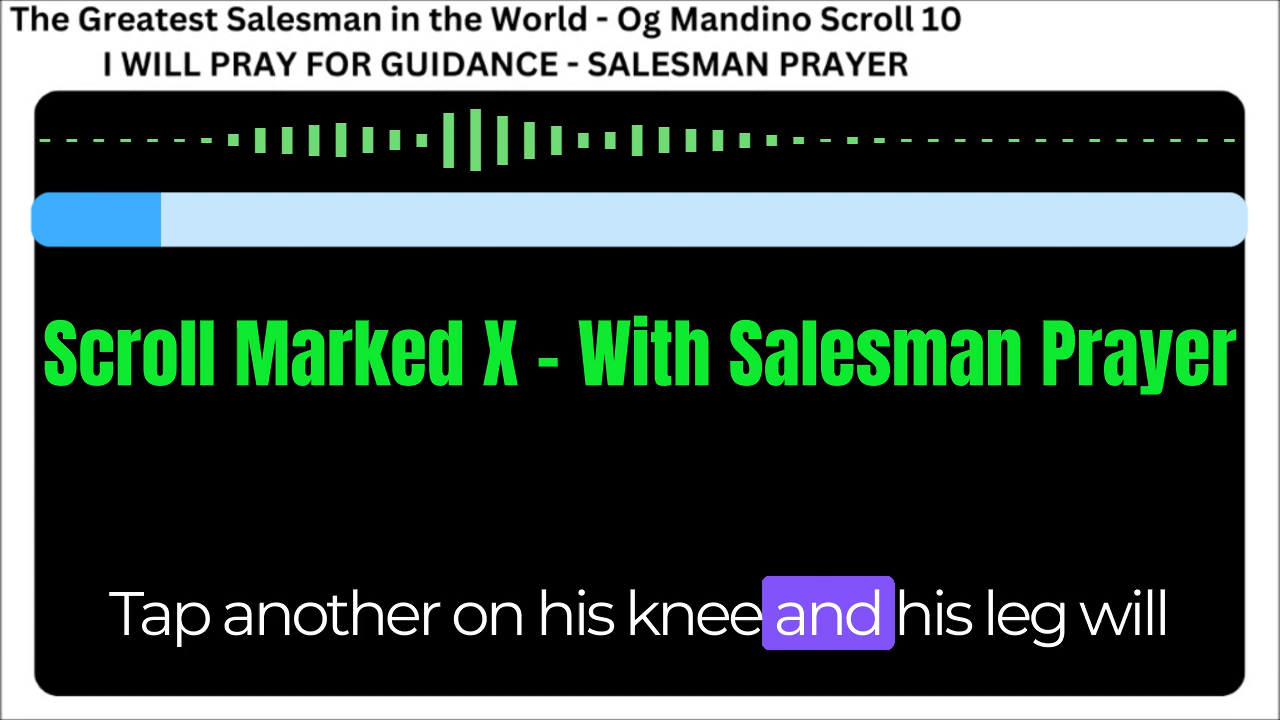 The Greatest Salesman in the World - Og Mandino Scroll 10
I WILL PRAY FOR GUIDANCE - SALESMAN PRAYER
Scroll Marked X - With Salesman Prayer
Tap another on his knee and his leg will